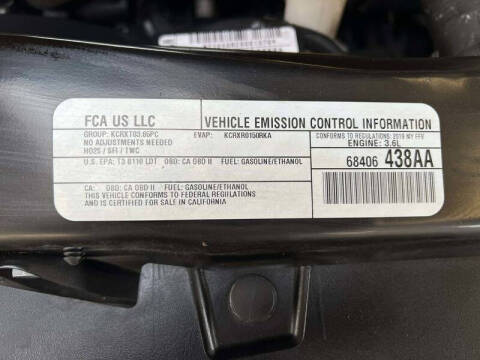 FCA US LLC
VEHICLE EMISSION CONTROL INFORMATION
GROUP: KCRXT03.65PC EVAP: KCRXR0150RKA
CONFORMS TO REGULATIONS: 2019 MY FFV
NO ADJUSTMENTS NEEDED
ENGINE: 3.6L
HO2S / SFI / TWC
68406 438AA
U.S. EPA: T3 B110 LDT OBD: CA OBD II FUEL: GASOLINE/ETHANOL
CA: OBD: CA OBD II FUEL: GASOLINE/ETHANOL
THIS VEHICLE CONFORMS TO FEDERAL REGULATIONS
AND IS CERTIFIED FOR SALE IN CALIFORNIA